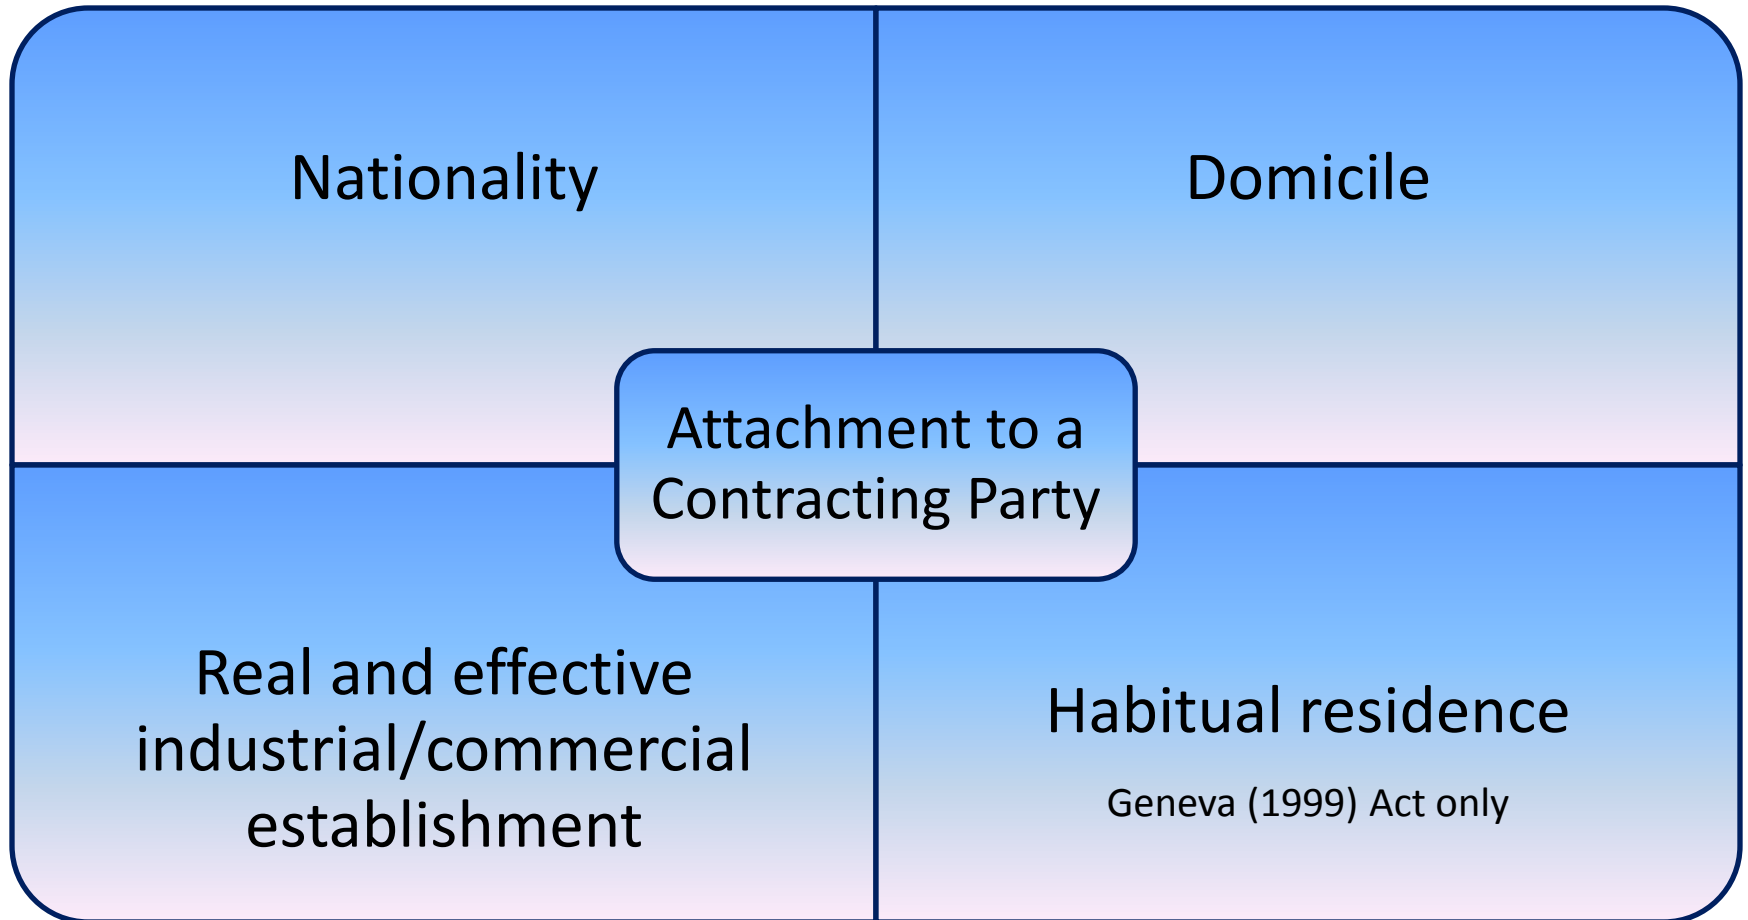 Nationality
Domicile
Attachment to a
Contracting Party
Real and effective
industrial/commercial
establishment
Habitual residence
Geneva (1999) Act only